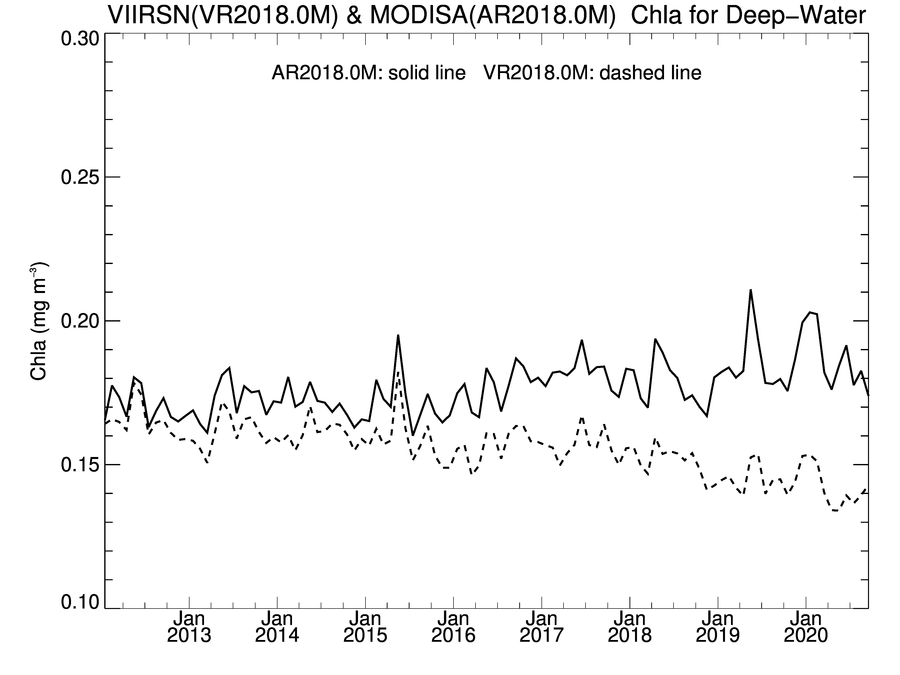 VIIRSN(VR2018.0M) & MODISA(AR2018.0M)  Chla for Deep−Water
AR2018.0M: solid line   VR2018.0M: dashed line
0.30
0.25
0.20
0.15
0.10
Chla (mg m⁻³)
Jan Jan Jan Jan Jan Jan Jan Jan
2013 2014 2015 2016 2017 2018 2019 2020